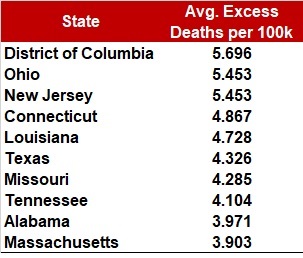 State Avg. Excess Deaths per 100k
District of Columbia 5.696
Ohio 5.453
New Jersey 5.453
Connecticut 4.867
Louisiana 4.728
Texas 4.326
Missouri 4.285
Tennessee 4.104
Alabama 3.971
Massachusetts 3.903